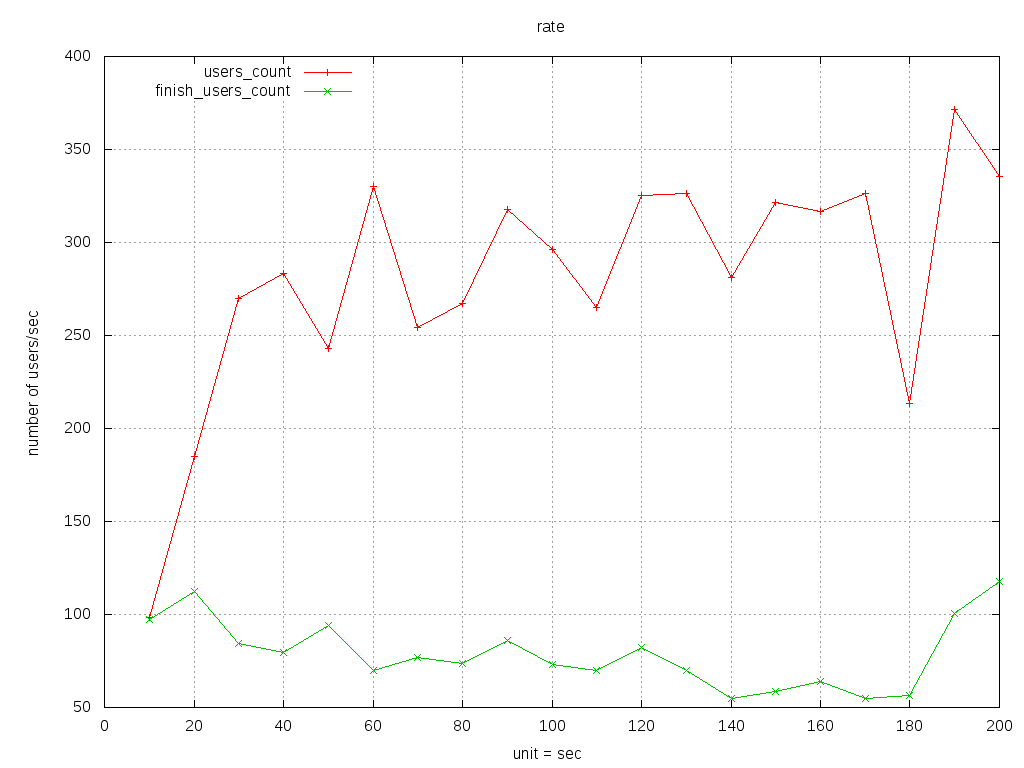 rate
users_count
finish_users_count
400
350
300
250
200
150
100
50
number of users/sec
0 20 40 60 80 100 120 140 160 180 200
unit = sec